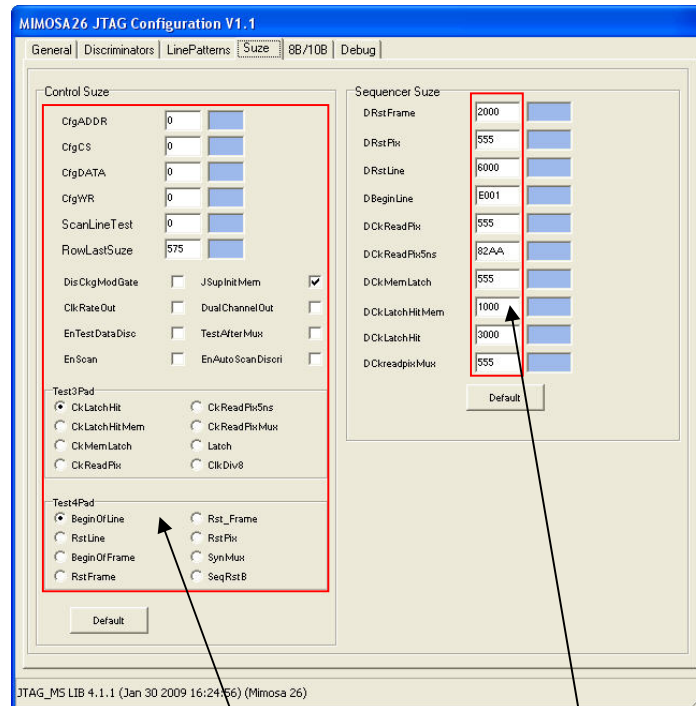 MIMOSA26 JTAG Configuration V1.1
General Discriminators LinePatterns Suze 8B/10B Debug
Control Suze
CfgADDR 0
CfgCS 0
CfgDATA 0
CfgWR 0
ScanLineTest 0
RowLastSuze 575
DisCkgModGate JSupInitMem
ClkRateOut DualChannelOut
EnTestDataDisc TestAfterMux
EnScan EnAutoScanDiscri
Test3Pad
CkLatchHit CkReadPix5ns
CkLatchHitMem CkReadPixMux
CkMemLatch Latch
CkReadPix ClkDiv8
Test4Pad
BeginOfLine Rst_Frame
RstLine RstPix
BeginOfFrame SynMux
RstFrame SeqRstB
Default
Sequencer Suze
DRstFrame 2000
DRstPix 555
DRstLine 6000
DBeginLine E001
DCkReadPix 555
DCkReadPix5ns 82AA
DCkMemLatch 555
DCkLatchHitMem 1000
DCkLatchHit 3000
DCkreadpixMux 555
Default
JTAG_MS LIB 4.1.1 (Jan 30 2009 16:24:56) (Mimosa 26)